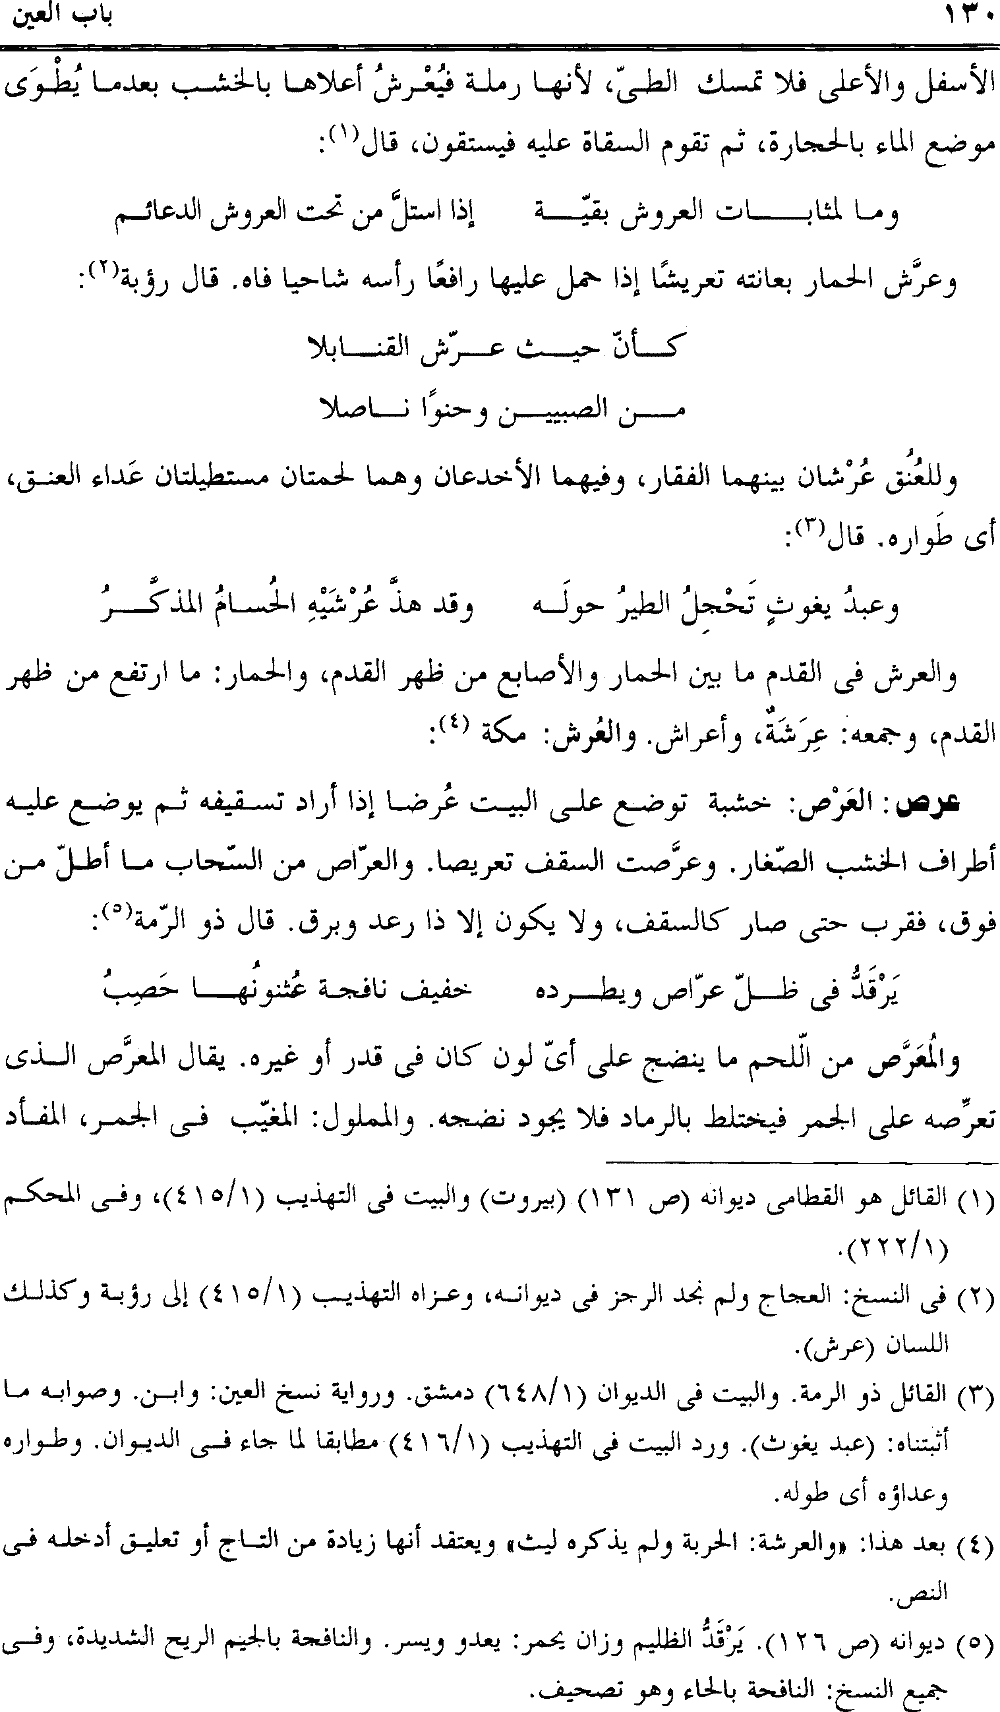 ١٣٠ باب العين
الأسفل والأعلى فلا تمسك الطىّ، لأنها رملة فيُعْرشُ أعلاها بالخشب بعدما يُطْوَى
موضع الماء بالحجارة، ثم تقوم السقاة عليه فيستقون، قال(١):
وما لمثابات العروش بقيّة إذا استلَّ من تحت العروش الدعائم
وعرَّش الحمار بعانته تعريشًا إذا حمل عليها رافعًا رأسه شاحيا فاه. قال رؤبة(٢):
كأنّ حيث عرّش القنابلا
من الصبيين وحنوًا ناصلا
وللعُنُق عُرْشان بينهما الفقار، وفيهما الأخدعان وهما لحمتان مستطيلتان عَداء العنق،
أى طَواره. قال(٣):
وعبدُ يغوثٍ تَحْجِلُ الطيرُ حولَه وقد هذَّ عُرْشَيْهِ الحُسامُ المذكَّرُ
والعرش فى القدم ما بين الحمار والأصابع من ظهر القدم، والحمار: ما ارتفع من ظهر
القدم، وجمعه: عِرَشَةٌ، وأعراش. والعُرش: مكة (٤):
عرص: العَرْص: خشبة توضع على البيت عُرضا إذا أراد تسقيفه ثم يوضع عليه
أطراف الخشب الصّغار. وعرَّصت السقف تعريصا. والعرّاص من السّحاب ما أطلّ من
فوق، فقرب حتى صار كالسقف، ولا يكون إلا ذا رعد وبرق. قال ذو الرّمة(٥):
يَرْقَدُّ فى ظلّ عرّاص ويطرده خفيف نافجة عُثنونُها حَصِبُ
والمُعَرَّص من الّلحم ما ينضج على أىّ لون كان فى قدر أو غيره. يقال المعرَّص الذى
تعرِّصه على الجمر فيختلط بالرماد فلا يجود نضجه. والمملول: المغيّب فى الجمر، المفأد
(١) القائل هو القطامى ديوانه (ص ١٣١) (بيروت) والبيت فى التهذيب (٤١٥/١)، وفى المحكم
(٢٢٢/١).
(٢) فى النسخ: العجاج ولم نجد الرجز فى ديوانه، وعزاه التهذيب (٤١٥/١) إلى رؤبة وكذلك
اللسان (عرش).
(٣) القائل ذو الرمة. والبيت فى الديوان (٦٤٨/١) دمشق. ورواية نسخ العين: وابن. وصوابه ما
أثبتناه: (عبد يغوث). ورد البيت فى التهذيب (٤١٦/١) مطابقا لما جاء فى الديوان. وطواره
وعداؤه أى طوله.
(٤) بعد هذا: «والعرشة: الحربة ولم يذكره ليث» ويعتقد أنها زيادة من التاج أو تعليق أدخله فى
النص.
(٥) ديوانه (ص ١٢٦). يَرْقَدُّ الظليم وزان يحمر: يعدو ويسر. والنافجة بالجيم الريح الشديدة، وفى
جميع النسخ: النافحة بالحاء وهو تصحيف.